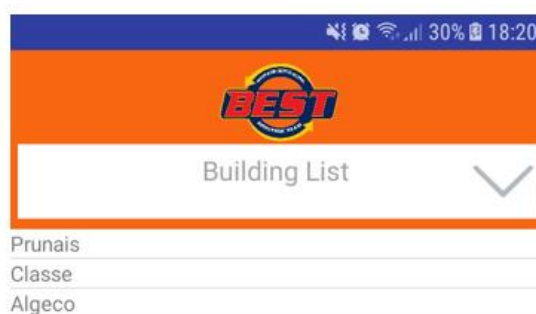 30% 18:20
BEST
Building List
Prunais
Classe
Algeco